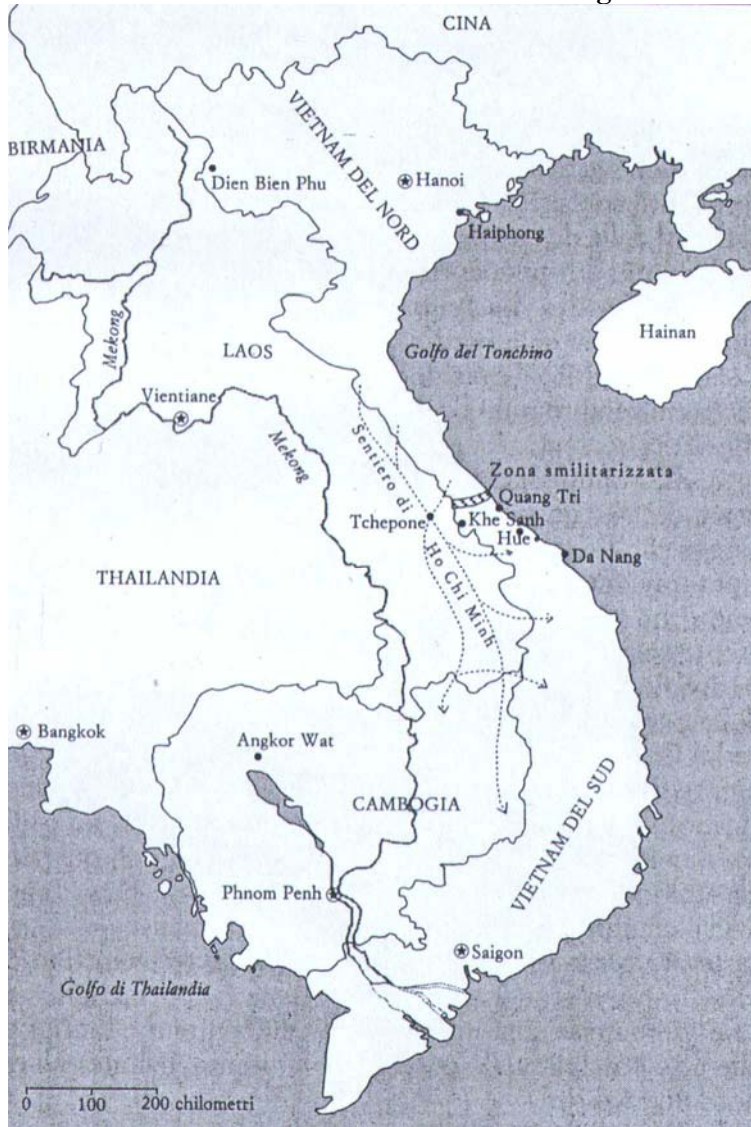 CINA
BIRMANIA
VIETNAM DEL NORD
Dien Bien Phu
Hanoi
Haiphong
Hainan
Golfo del Tonchino
Mekong
LAOS
Vientiane
Mekong
Sentiero di Ho Chi Minh
Zona smilitarizzata
Quang Tri
Tchepone
Khe Sanh
Hue
Da Nang
THAILANDIA
Bangkok
Angkor Wat
CAMBOGIA
VIETNAM DEL SUD
Phnom Penh
Saigon
Golfo di Thailandia
0 100 200 chilometri